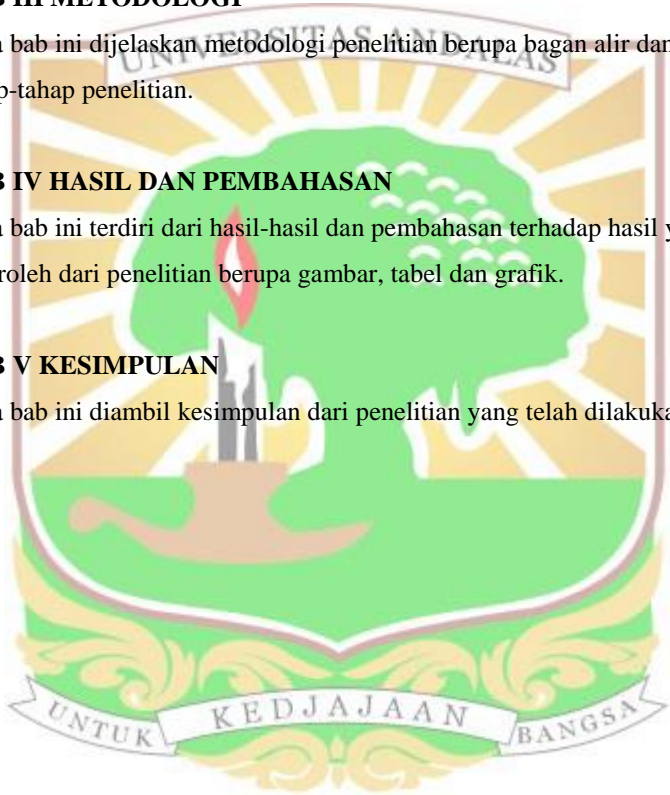 III METODOLOGI
UNIVERSITAS ANDALAS
a bab ini dijelaskan metodologi penelitian berupa bagan alir dan
p-tahap penelitian.
B IV HASIL DAN PEMBAHASAN
a bab ini terdiri dari hasil-hasil dan pembahasan terhadap hasil y
roleh dari penelitian berupa gambar, tabel dan grafik.
B V KESIMPULAN
a bab ini diambil kesimpulan dari penelitian yang telah dilakuka
UNTUK KEDJAJAAN BANGSA